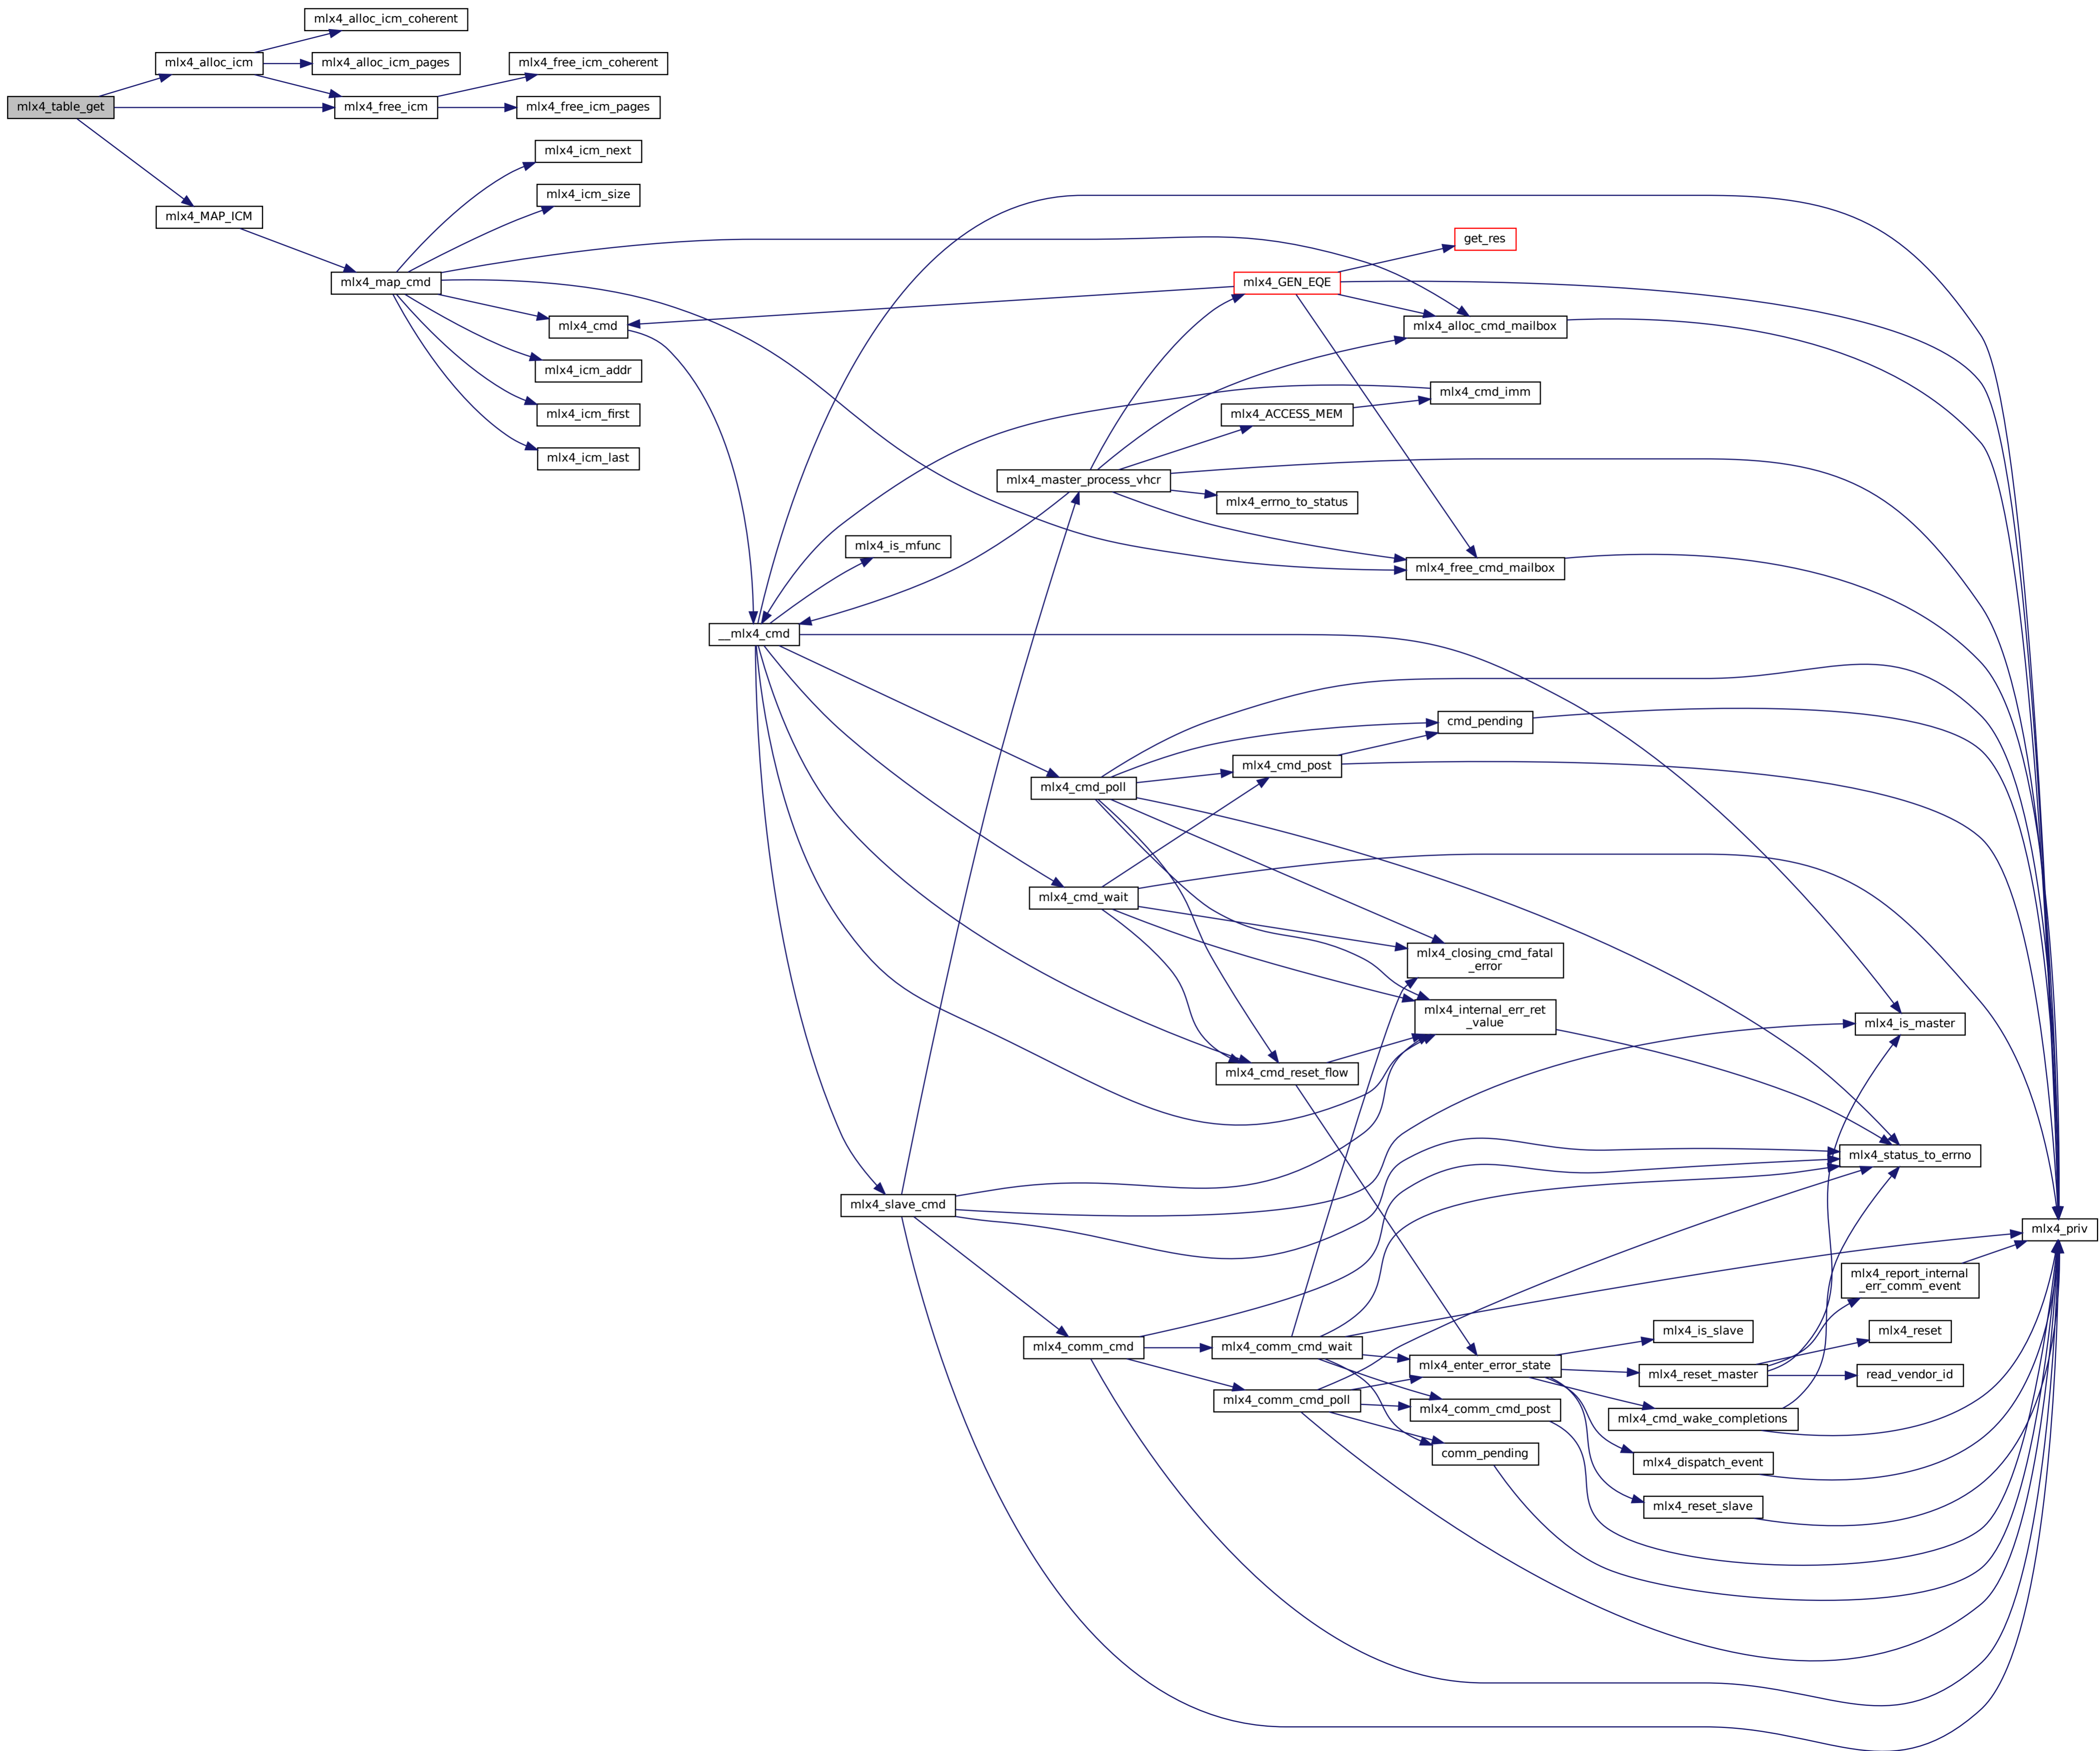 mlx4_alloc_icm_coherent
mlx4_alloc_icm
mlx4_alloc_icm_pages
mlx4_free_icm_coherent
mlx4_table_get
mlx4_free_icm
mlx4_free_icm_pages
mlx4_icm_next
mlx4_icm_size
mlx4_MAP_ICM
get_res
mlx4_map_cmd
mlx4_GEN_EQE
mlx4_cmd
mlx4_alloc_cmd_mailbox
mlx4_icm_addr
mlx4_cmd_imm
mlx4_icm_first
mlx4_ACCESS_MEM
mlx4_icm_last
mlx4_master_process_vhcr
mlx4_errno_to_status
mlx4_is_mfunc
mlx4_free_cmd_mailbox
__mlx4_cmd
cmd_pending
mlx4_cmd_post
mlx4_cmd_poll
mlx4_cmd_wait
mlx4_closing_cmd_fatal
_error
mlx4_internal_err_ret
_value
mlx4_is_master
mlx4_cmd_reset_flow
mlx4_status_to_errno
mlx4_slave_cmd
mlx4_priv
mlx4_report_internal
_err_comm_event
mlx4_is_slave
mlx4_reset
mlx4_comm_cmd
mlx4_comm_cmd_wait
mlx4_enter_error_state
mlx4_reset_master
read_vendor_id
mlx4_comm_cmd_poll
mlx4_comm_cmd_post
mlx4_cmd_wake_completions
comm_pending
mlx4_dispatch_event
mlx4_reset_slave